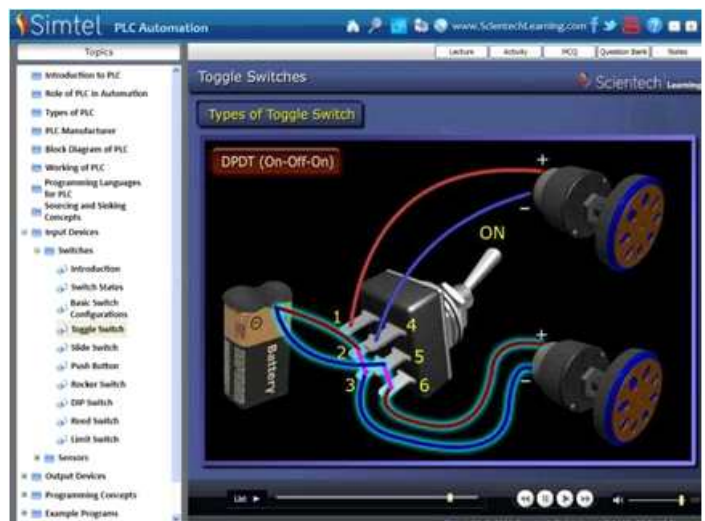 Simtel PLC Automation
www.ScientechLearning.com
Topics
Lecture
Activity
MCQ
Question Bank
Notes
Introduction to PLC
Role of PLC in Automation
Types of PLC
PLC Manufacturer
Block Diagram of PLC
Working of PLC
Programming Languages
for PLC
Sourcing and Sinking
Concepts
Input Devices
Switches
Introduction
Switch States
Basic Switch
Configurations
Toggle Switch
Slide Switch
Push Button
Rocker Switch
DIP Switch
Reed Switch
Limit Switch
Sensors
Output Devices
Programming Concepts
Example Programs
Toggle Switches
Scientech Learning
Types of Toggle Switch
DPDT (On-Off-On)
+
−
ON
1
4
2
5
3
6
Battery
+
−
List